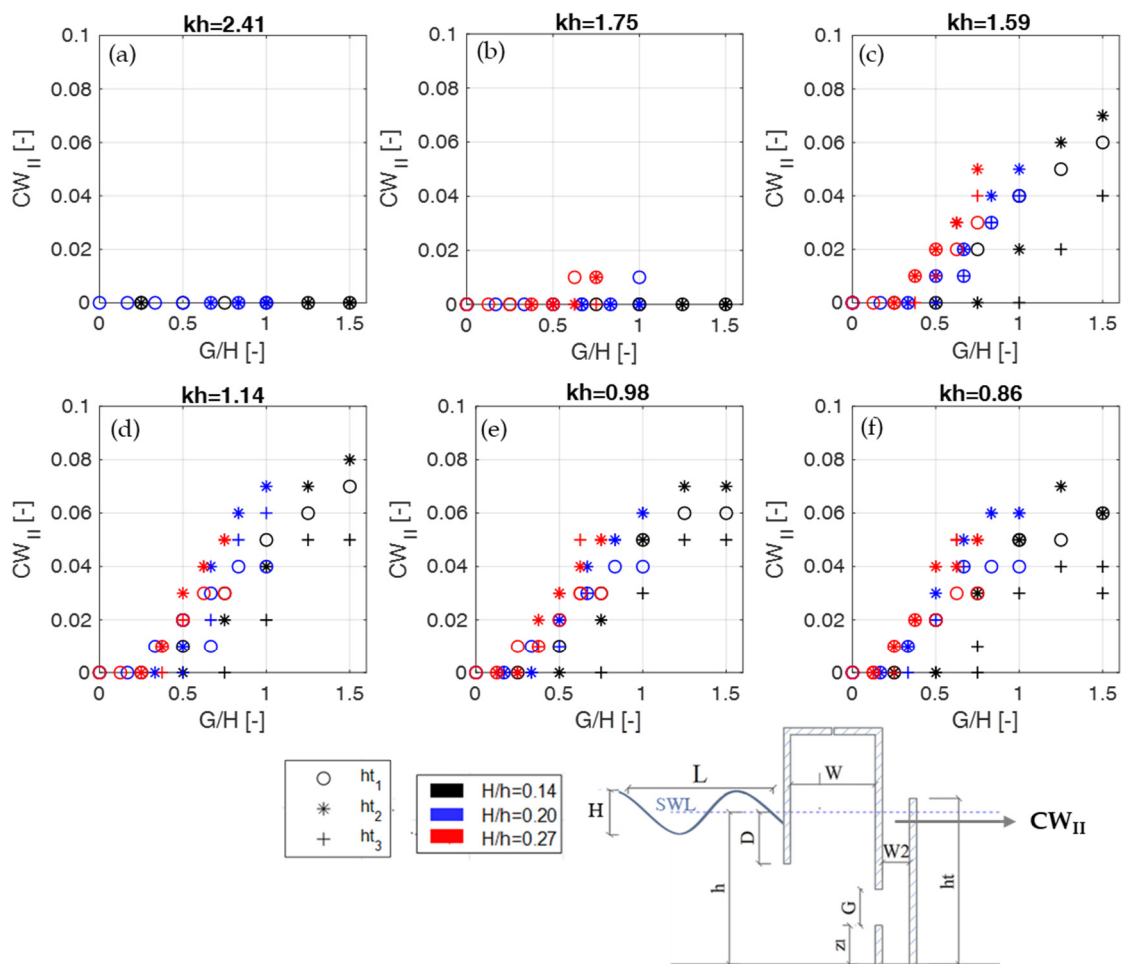 kh=2.41
(a)
0.1
0.08
0.06
0.04
0.02
0
CW_II [-]
0 0.5 1 1.5
G/H [-]
kh=1.75
(b)
0.1
0.08
0.06
0.04
0.02
0
CW_II [-]
0 0.5 1 1.5
G/H [-]
kh=1.59
(c)
0.1
0.08
0.06
0.04
0.02
0
CW_II [-]
0 0.5 1 1.5
G/H [-]
kh=1.14
(d)
0.1
0.08
0.06
0.04
0.02
0
CW_II [-]
0 0.5 1 1.5
G/H [-]
kh=0.98
(e)
0.1
0.08
0.06
0.04
0.02
0
CW_II [-]
0 0.5 1 1.5
G/H [-]
kh=0.86
(f)
0.1
0.08
0.06
0.04
0.02
0
CW_II [-]
0 0.5 1 1.5
G/H [-]
ht_1
ht_2
ht_3
H/h=0.14
H/h=0.20
H/h=0.27
L
H
SWL
W
D
h
W2
G
zl
ht
CW_II